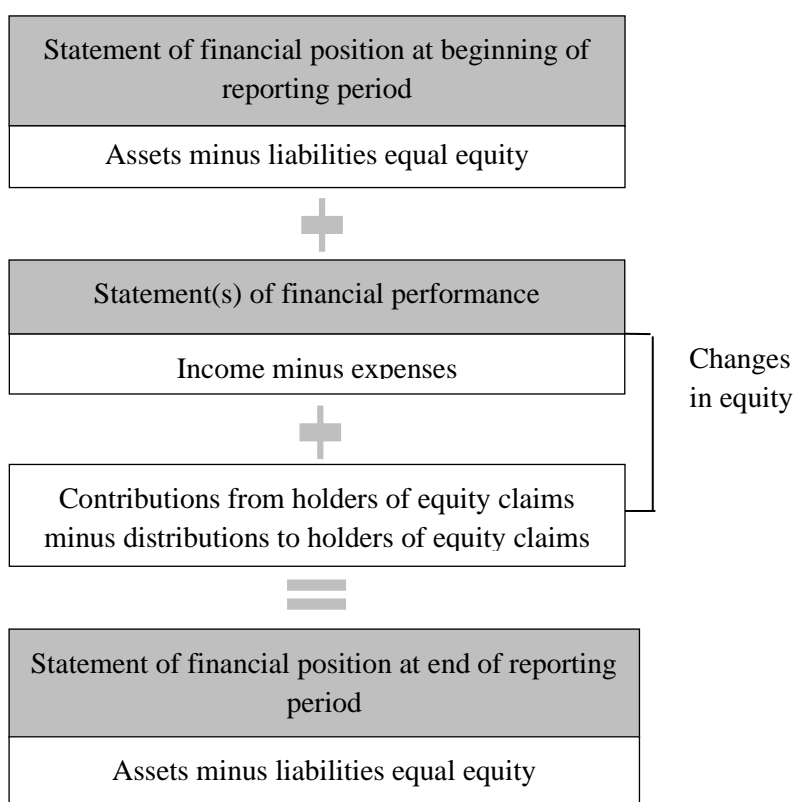 Statement of financial position at beginning of
reporting period
Assets minus liabilities equal equity
Statement(s) of financial performance
Income minus expenses
Changes
in equity
Contributions from holders of equity claims
minus distributions to holders of equity claims
Statement of financial position at end of reporting
period
Assets minus liabilities equal equity